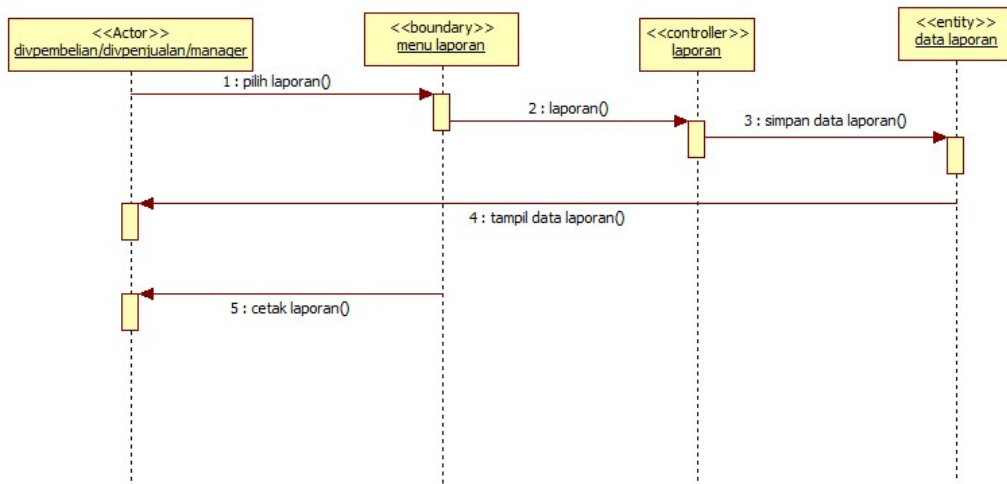 <<Actor>>
divpembelian/divpenjualan/manager
<<boundary>>
menu laporan
<<controller>>
laporan
<<entity>>
data laporan
1 : pilih laporan()
2 : laporan()
3 : simpan data laporan()
4 : tampil data laporan()
5 : cetak laporan()